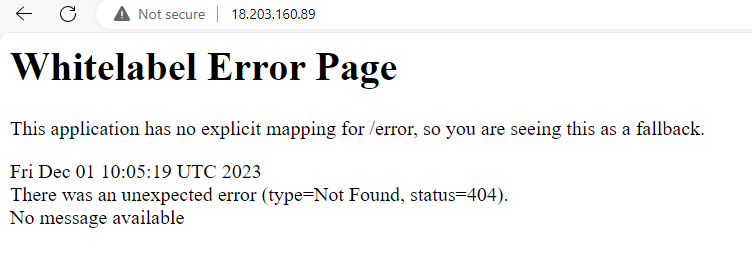 Not secure | 18.203.160.89
Whitelabel Error Page
This application has no explicit mapping for /error, so you are seeing this as a fallback.
Fri Dec 01 10:05:19 UTC 2023
There was an unexpected error (type=Not Found, status=404).
No message available